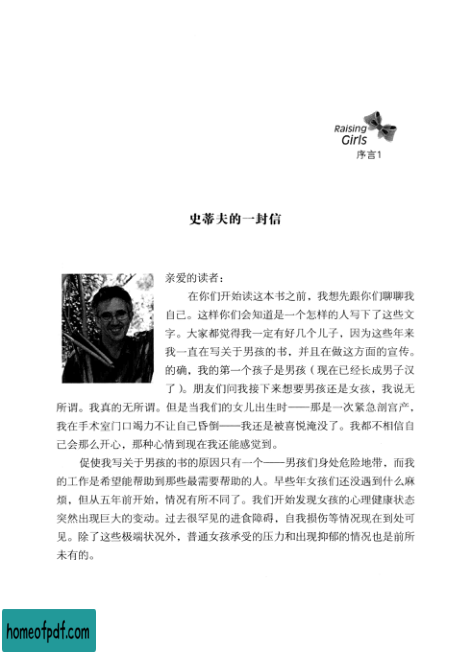 Raising
Girls
序言1
史蒂夫的一封信
亲爱的读者：
在你们开始读这本书之前，我想先跟你们聊聊我
自己。这样你们会知道是一个怎样的人写下了这些文
字。大家都觉得我一定有好几个儿子，因为这些年来
我一直在写关于男孩的书，并且在做这方面的宣传。
的确，我的第一个孩子是男孩（现在已经长成男子汉
了）。朋友们问我接下来想要男孩还是女孩，我说无
所谓。我真的无所谓。但是当我们的女儿出生时——那是一次紧急剖宫产，
我在手术室门口竭力不让自己昏倒——我还是被喜悦淹没了。我都不相信自
己会那么开心，那种心情到现在我还能感觉到。
促使我写关于男孩的书的原因只有一个——男孩们身处危险地带，而我
的工作是希望能帮助到那些最需要帮助的人。早些年女孩们还没遇到什么麻
烦，但从五年前开始，情况有所不同了。我们开始发现女孩的心理健康状态
突然出现巨大的变动。过去很罕见的进食障碍，自我损伤等情况现在到处可
见。除了这些极端状况外，普通女孩承受的压力和出现抑郁的情况也是前所
未有的。
homeofpdf.com